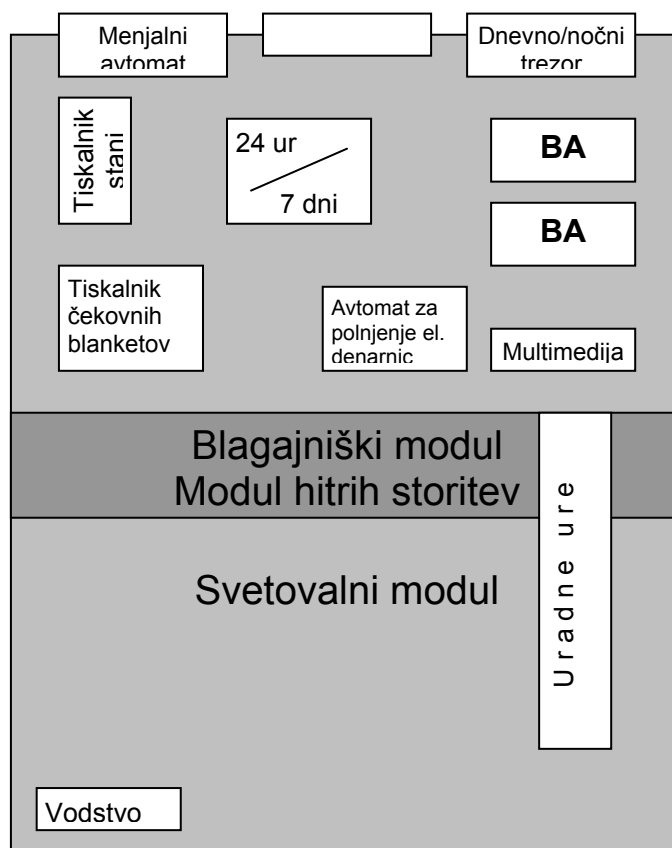 Menjalni
avtomat
Dnevno/nočni
trezor
Tiskalnik
stani
24 ur
7 dni
BA
BA
Tiskalnik
čekovnih
blanketov
Avtomat za
polnjenje el.
denarnic
Multimedija
Blagajniški modul
Modul hitrih storitev
Uradne ure
Svetovalni modul
Vodstvo